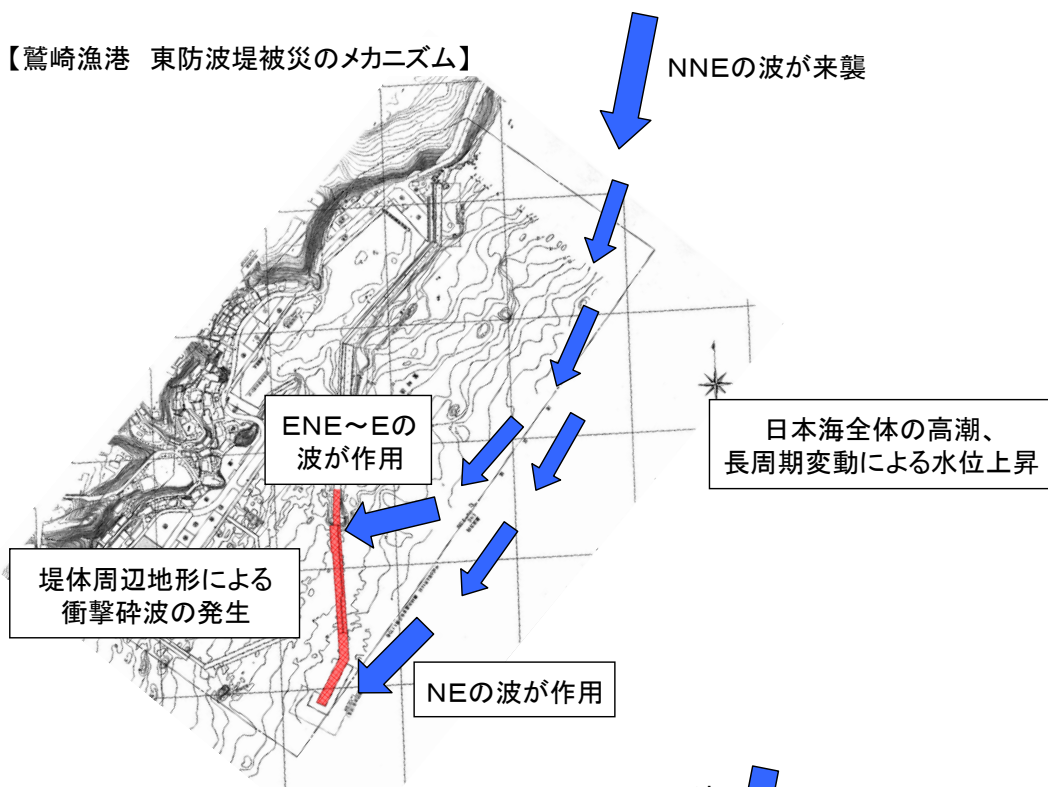 【鷲崎漁港 東防波堤被災のメカニズム】
NNEの波が来襲
ENE～Eの
波が作用
日本海全体の高潮、
長周期変動による水位上昇
堤体周辺地形による
衝撃砕波の発生
NEの波が作用